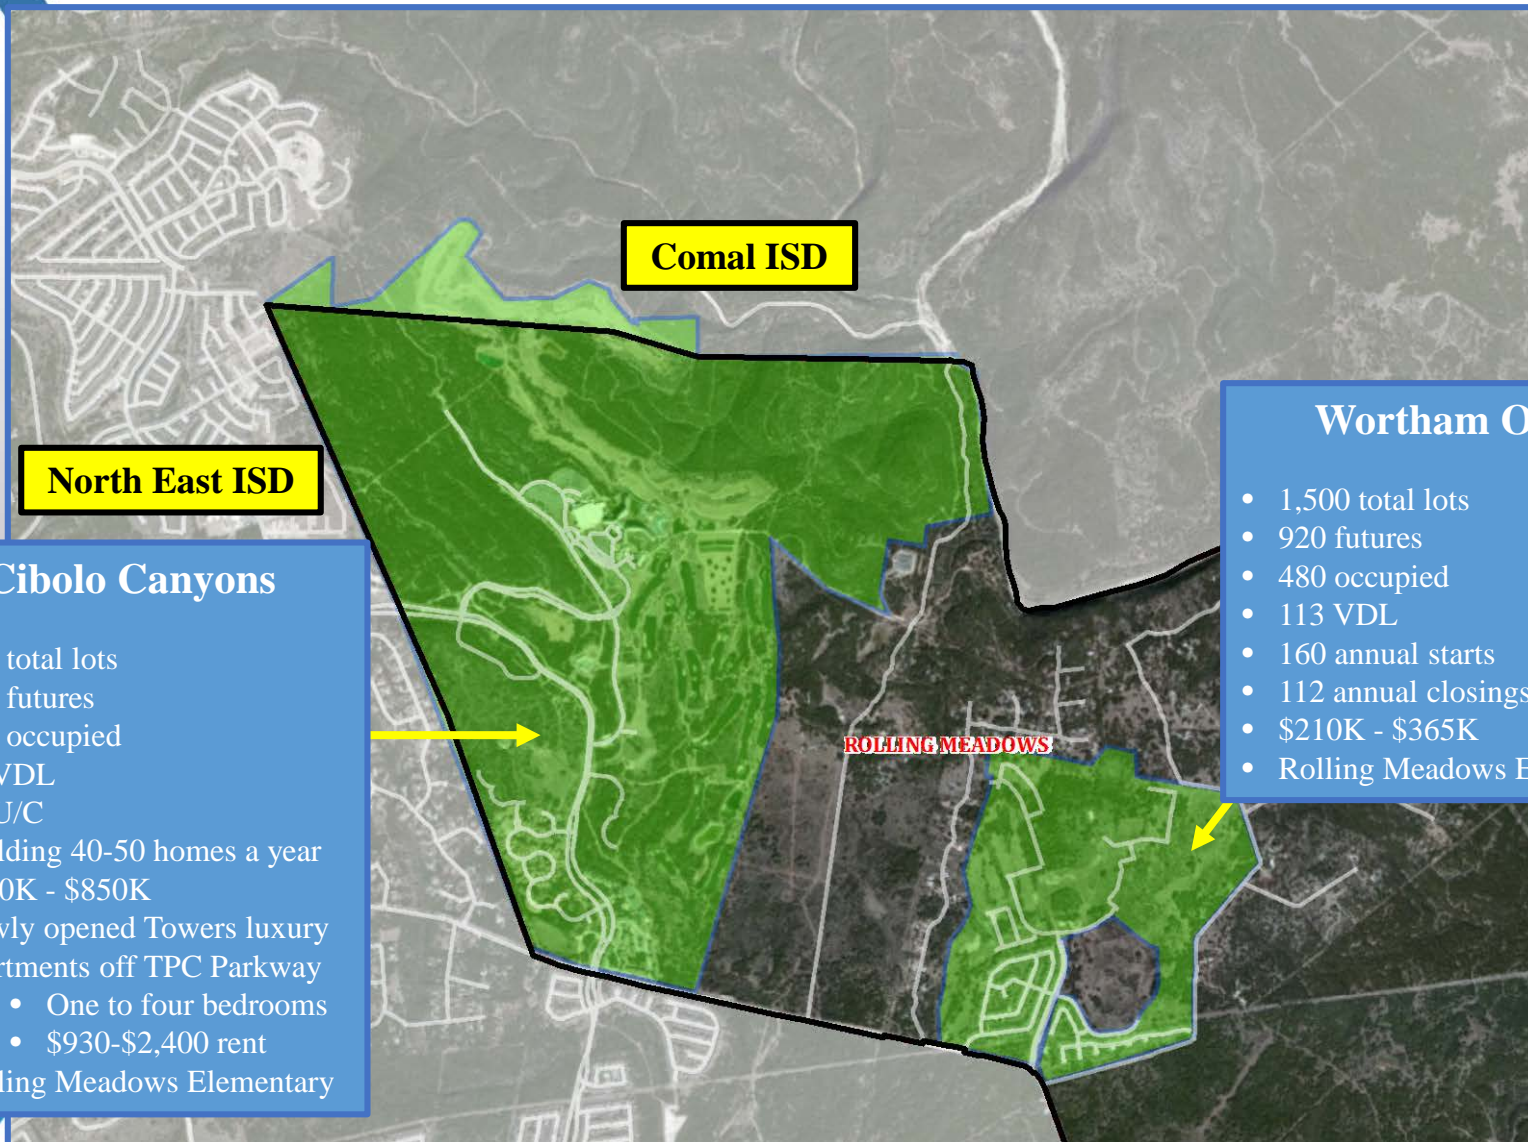 Comal ISD
North East ISD
Cibolo Canyons
total lots
futures
occupied
VDL
U/C
lding 40-50 homes a year
0K - $850K
wly opened Towers luxury
rtments off TPC Parkway
• One to four bedrooms
• $930-$2,400 rent
ling Meadows Elementary
ROLLING MEADOWS
Wortham O
• 1,500 total lots
• 920 futures
• 480 occupied
• 113 VDL
• 160 annual starts
• 112 annual closings
• $210K - $365K
• Rolling Meadows E